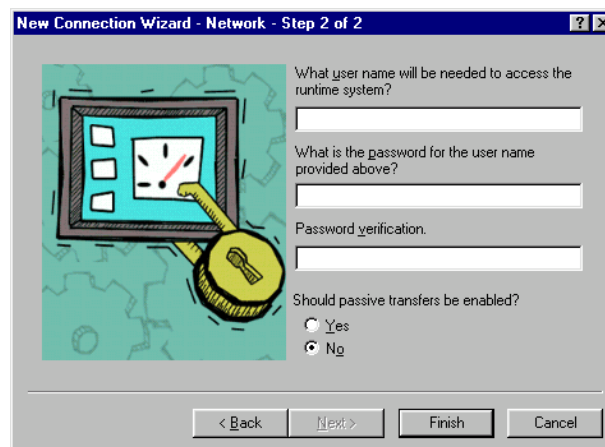 New Connection Wizard - Network - Step 2 of 2
What user name will be needed to access the
runtime system?
What is the password for the user name
provided above?
Password verification.
Should passive transfers be enabled?
Yes
No
< Back
Next >
Finish
Cancel